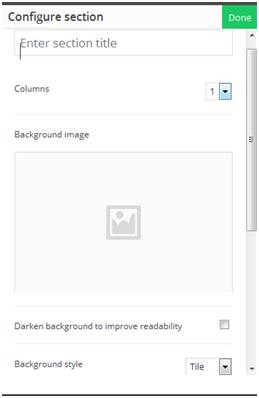 Configure section
Done
Enter section title
Columns
1
Background image
Darken background to improve readability
Background style
Tile